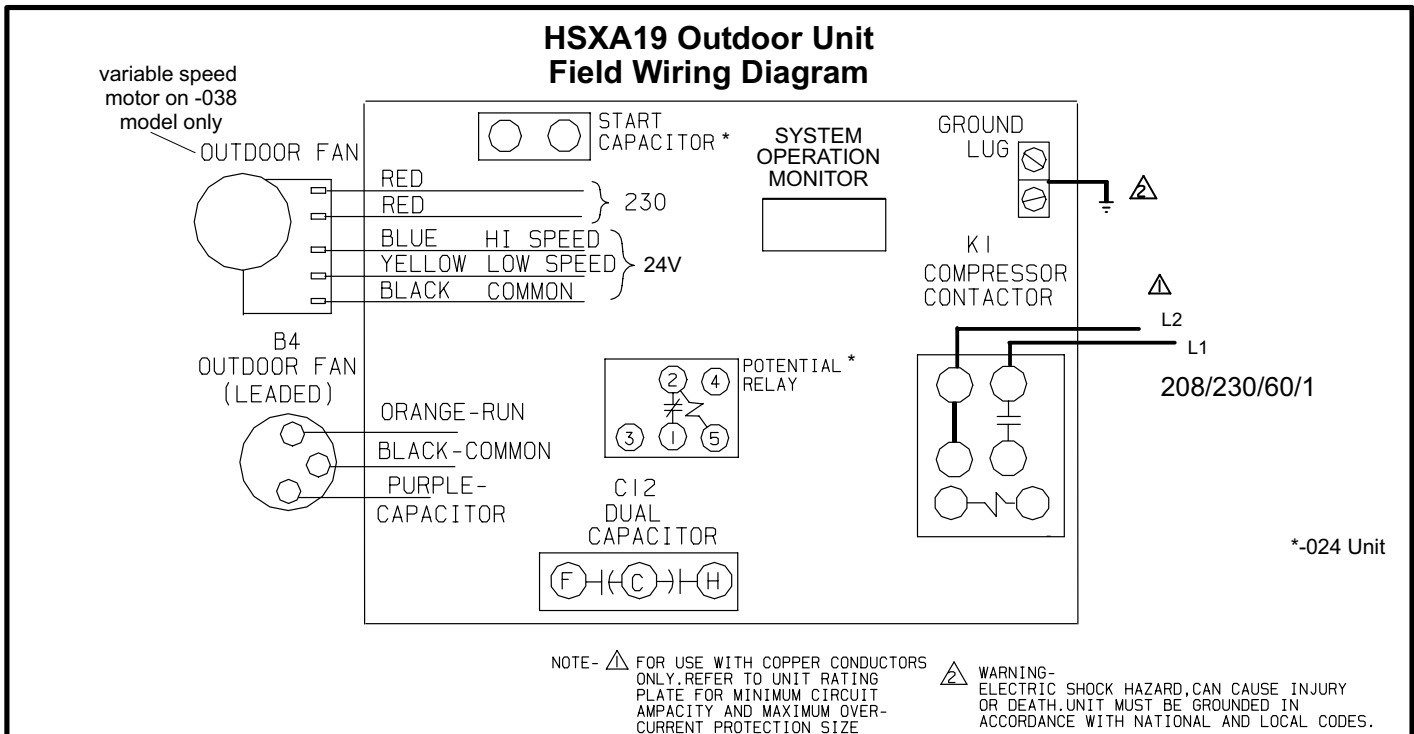 HSXA19 Outdoor Unit
Field Wiring Diagram
variable speed
motor on -038
model only
OUTDOOR FAN
START
CAPACITOR *
SYSTEM
OPERATION
MONITOR
GROUND
LUG
2
RED
RED
230
BLUE HI SPEED
YELLOW LOW SPEED
BLACK COMMON
24V
K1
COMPRESSOR
CONTACTOR
1
L2
L1
208/230/60/1
B4
OUTDOOR FAN
(LEADED)
ORANGE-RUN
BLACK-COMMON
PURPLE-
CAPACITOR
POTENTIAL *
RELAY
2 4
3 1 5
C12
DUAL
CAPACITOR
F C H
*-024 Unit
NOTE- 1 FOR USE WITH COPPER CONDUCTORS
ONLY.REFER TO UNIT RATING
PLATE FOR MINIMUM CIRCUIT
AMPACITY AND MAXIMUM OVER-
CURRENT PROTECTION SIZE
2 WARNING-
ELECTRIC SHOCK HAZARD,CAN CAUSE INJURY
OR DEATH.UNIT MUST BE GROUNDED IN
ACCORDANCE WITH NATIONAL AND LOCAL CODES.